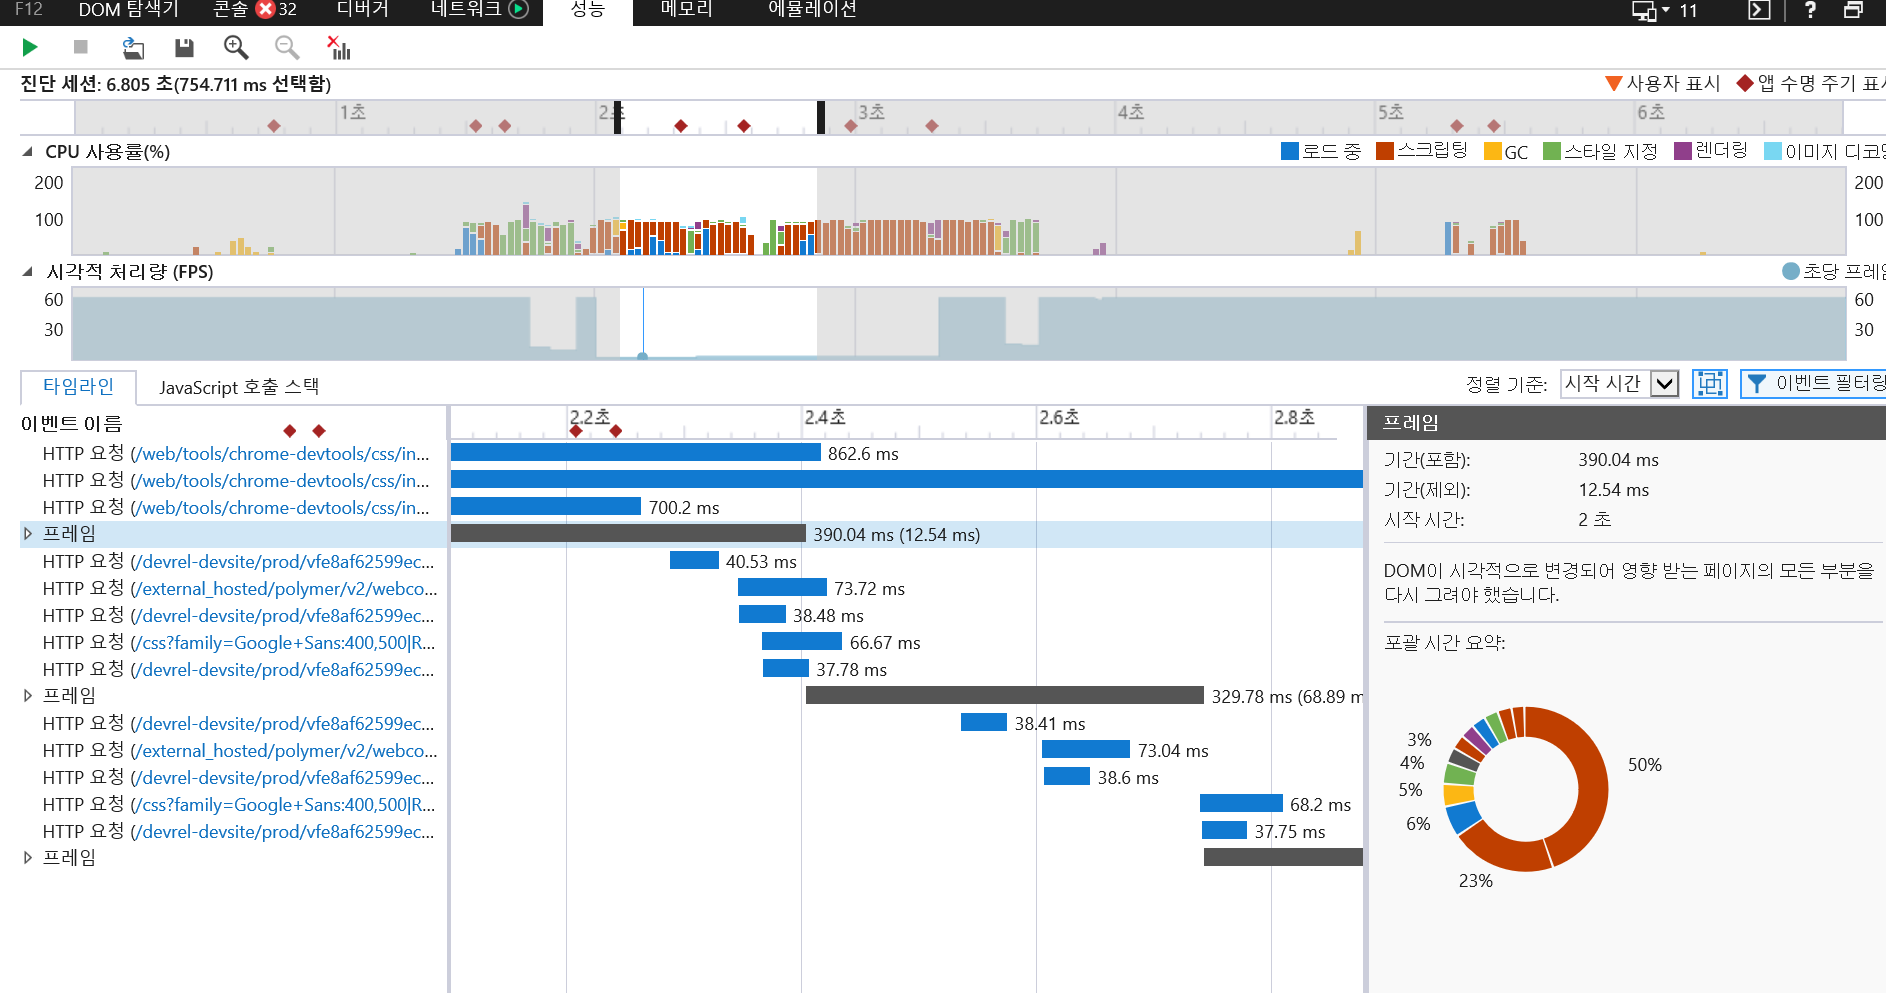 F12 DOM 탐색기 콘솔 32 디버거 네트워크 성능 메모리 에뮬레이션 11 ?
진단 세션: 6.805 초(754.711 ms 선택함) 사용자 표시 앱 수명 주기
1초 2초 3초 4초 5초 6초
CPU 사용률(%) 로드 중 스크립팅 GC 스타일 지정 렌더링 이미지
200 200
100 100
시각적 처리량 (FPS) 초당
60 60
30 30
타임라인 JavaScript 호출 스택 정렬 기준: 시작 시간 이벤트 필터링
이벤트 이름 2.2초 2.4초 2.6초 2.8초 프레임
HTTP 요청 (/web/tools/chrome-devtools/css/in... 862.6 ms
HTTP 요청 (/web/tools/chrome-devtools/css/in...
HTTP 요청 (/web/tools/chrome-devtools/css/in... 700.2 ms
프레임 390.04 ms (12.54 ms)
HTTP 요청 (/devrel-devsite/prod/vfe8af62599ec... 40.53 ms
HTTP 요청 (/external_hosted/polymer/v2/webco... 73.72 ms
HTTP 요청 (/devrel-devsite/prod/vfe8af62599ec... 38.48 ms
HTTP 요청 (/css?family=Google+Sans:400,500|R... 66.67 ms
HTTP 요청 (/devrel-devsite/prod/vfe8af62599ec... 37.78 ms
프레임 329.78 ms (68.89
HTTP 요청 (/devrel-devsite/prod/vfe8af62599ec... 38.41 ms
HTTP 요청 (/external_hosted/polymer/v2/webco... 73.04 ms
HTTP 요청 (/devrel-devsite/prod/vfe8af62599ec... 38.6 ms
HTTP 요청 (/css?family=Google+Sans:400,500|R... 68.2 ms
HTTP 요청 (/devrel-devsite/prod/vfe8af62599ec... 37.75 ms
프레임
기간(포함): 390.04 ms
기간(제외): 12.54 ms
시작 시간: 2 초
DOM이 시각적으로 변경되어 영향 받는 페이지의 모든 부분을
다시 그려야 했습니다.
포괄 시간 요약:
3%
4%
50%
5%
6%
23%